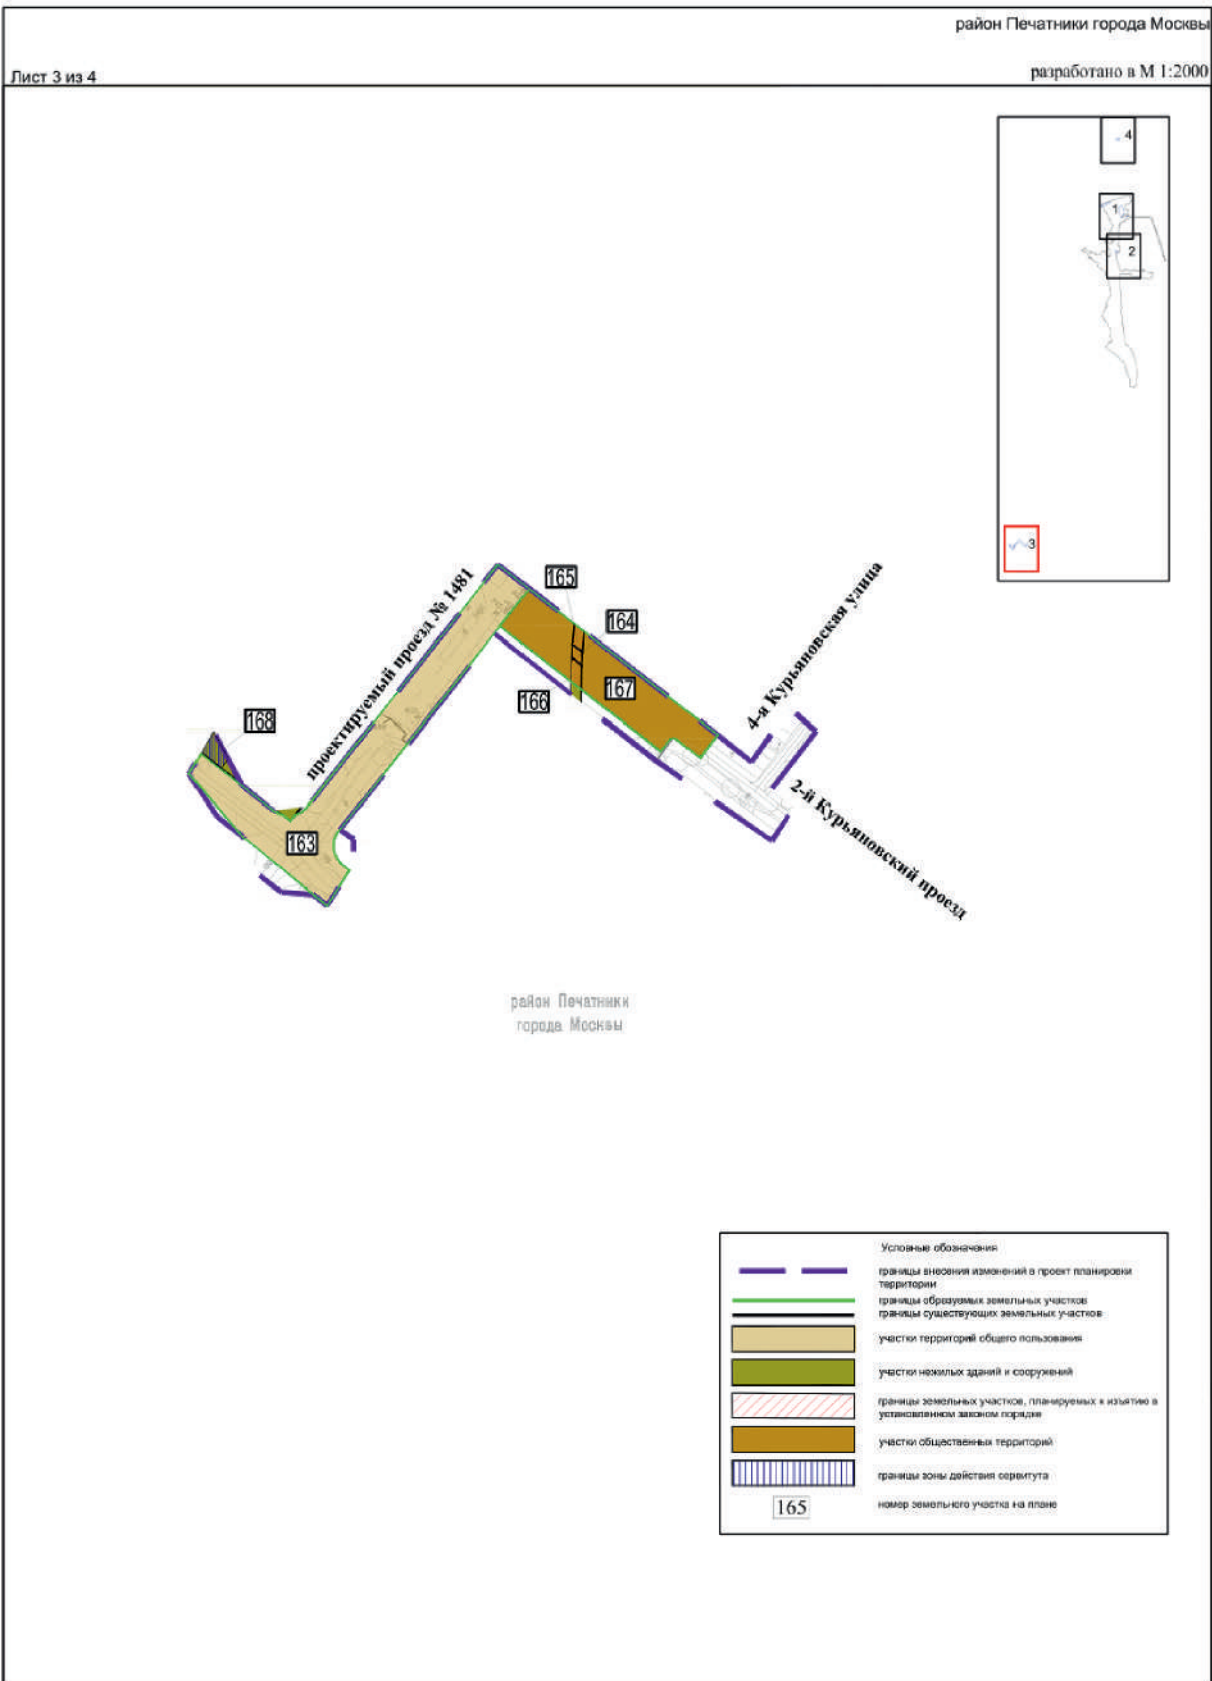 район Печатники города Москвы
Лист 3 из 4
разработано в М 1:2000
4
1
2
3
165
164
проектируемый проезд № 1481
4-я Курьяновская улица
167
166
168
2-й Курьяновский проезд
163
район Печатники
города Москвы
Условные обозначения
границы внесения изменений в проект планировки
территории
границы образуемых земельных участков
границы существующих земельных участков
участки территорий общего пользования
участки нежилых зданий и сооружений
границы земельных участков, планируемых к изъятию в
установленном законом порядке
участки общественных территорий
границы зоны действия сервитута
165
номер земельного участка на плане